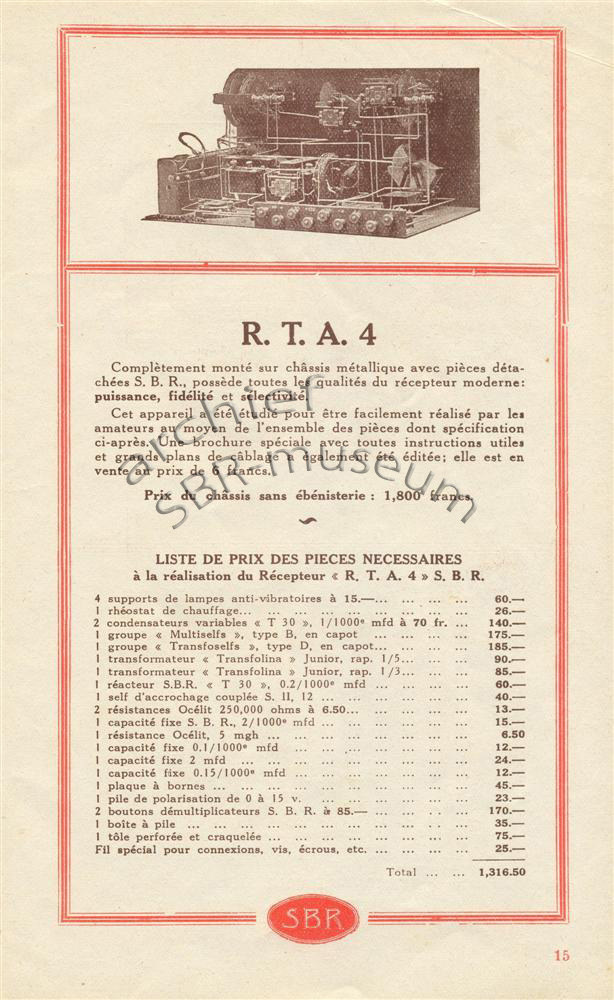 R. T. A. 4
Complètement monté sur châssis métallique avec pièces déta-
chées S. B. R., possède toutes les qualités du récepteur moderne:
puissance, fidélité et sélectivité.
Cet appareil a été étudié pour être facilement réalisé par les
amateurs au moyen de l'ensemble des pièces dont spécification
ci-après. Une brochure spéciale avec toutes instructions utiles
et grands plans de câblage a également été éditée; elle est en
vente au prix de 6 francs.
Prix du châssis sans ébénisterie : 1,800 francs.
archief
SBR-museum
LISTE DE PRIX DES PIECES NECESSAIRES
à la réalisation du Récepteur « R. T. A. 4 » S. B. R.
4 supports de lampes anti-vibratoires à 15.—... ... ... ... 60.—
1 rhéostat de chauffage... ... ... ... ... ... ... ... 26.—
2 condensateurs variables « T 30 », 1/1000e mfd à 70 fr. ... 140.—
1 groupe « Multiselfs », type B, en capot ... ... ... ... 175.—
1 groupe « Transfoselfs », type D, en capot... ... ... ... 185.—
1 transformateur « Transfolina » Junior, rap. 1/5... ... ... 90.—
1 transformateur « Transfolina » Junior, rap. 1/3... ... ... 85.—
1 réacteur S.B.R. « T 30 », 0.2/1000e mfd ... ... ... ... 60.—
1 self d'accrochage couplée S. II, 12 ... ... ... ... ... 40.—
2 résistances Océlit 250,000 ohms à 6.50... ... ... ... ... 13.—
1 capacité fixe S. B. R., 2/1000e mfd ... ... ... ... ... 15.—
1 résistance Océlit, 5 mgh ... ... ... ... ... ... ... 6.50
1 capacité fixe 0.1/1000e mfd ... ... ... ... ... ... 12.—
1 capacité fixe 2 mfd ... ... ... ... ... ... ... ... 24.—
1 capacité fixe 0.15/1000e mfd ... ... ... ... ... ... 12.—
1 plaque à bornes ... ... ... ... ... ... ... ... ... 45.—
1 pile de polarisation de 0 à 15 v. ... ... ... ... ... 23.—
2 boutons démultiplicateurs S. B. R. à 85.— ... ... ... ... 170.—
1 boîte à pile ... ... ... ... ... ... ... ... ... ... 35.—
1 tôle perforée et craquelée ... ... ... ... ... ... ... 75.—
Fil spécial pour connexions, vis, écrous, etc. ... ... ... ... 25.—
Total ... ... 1,316.50
SBR
15